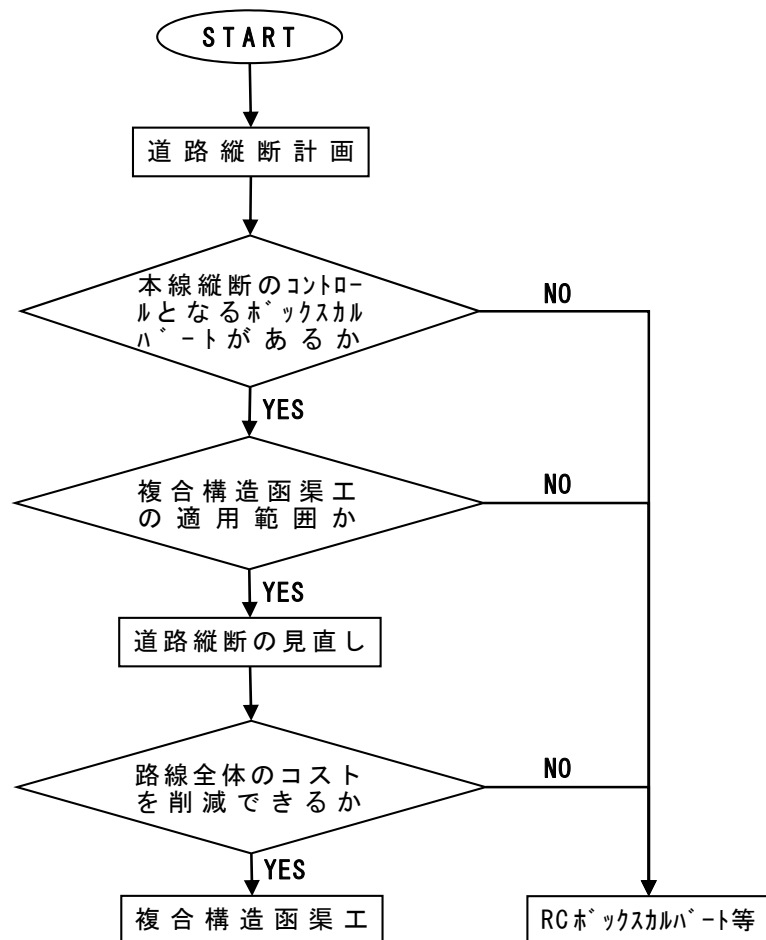 START
道路縦断計画
本線縦断のｺﾝﾄﾛｰ
ﾙとなるﾎﾞｯｸｽｶﾙ
ﾊﾞｰﾄがあるか
NO
YES
複合構造函渠工
の適用範囲か
NO
YES
道路縦断の見直し
路線全体のコスト
を削減できるか
NO
YES
複合構造函渠工
RCﾎﾞｯｸｽｶﾙﾊﾞｰﾄ等